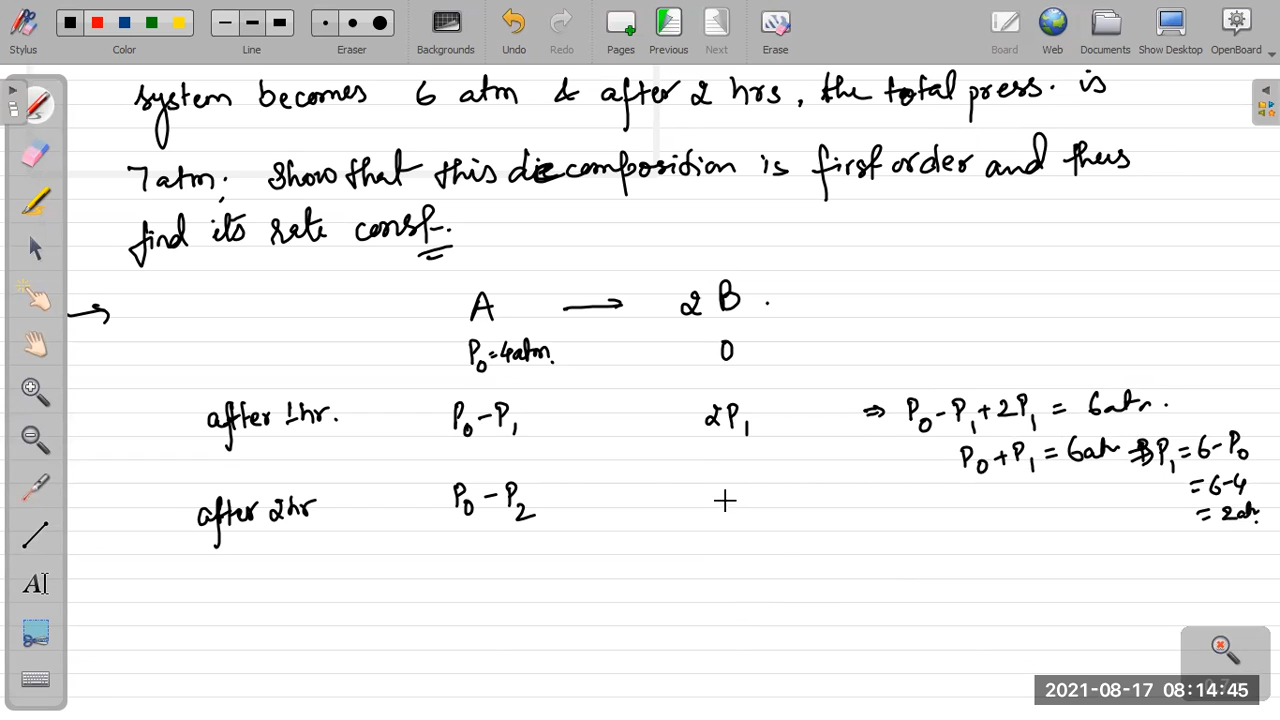 Stylus
Color
Line
Eraser
Backgrounds
Undo
Redo
Pages
Previous
Next
Erase
Board
Web
Documents
Show Desktop
OpenBoard
system becomes 6 atm & after 2 hrs, the total press. is
7 atm. Show that this decomposition is first order and thus
find its rate const.
→ A → 2 B .
P₀=4atm. 0
after 1hr. P₀-P₁ 2P₁ ⇒ P₀-P₁+2P₁ = 6atm.
P₀+P₁ = 6atm ⇒ P₁ = 6-P₀
= 6-4
= 2atm.
after 2hr P₀-P₂
AI
2021-08-17 08:14:45